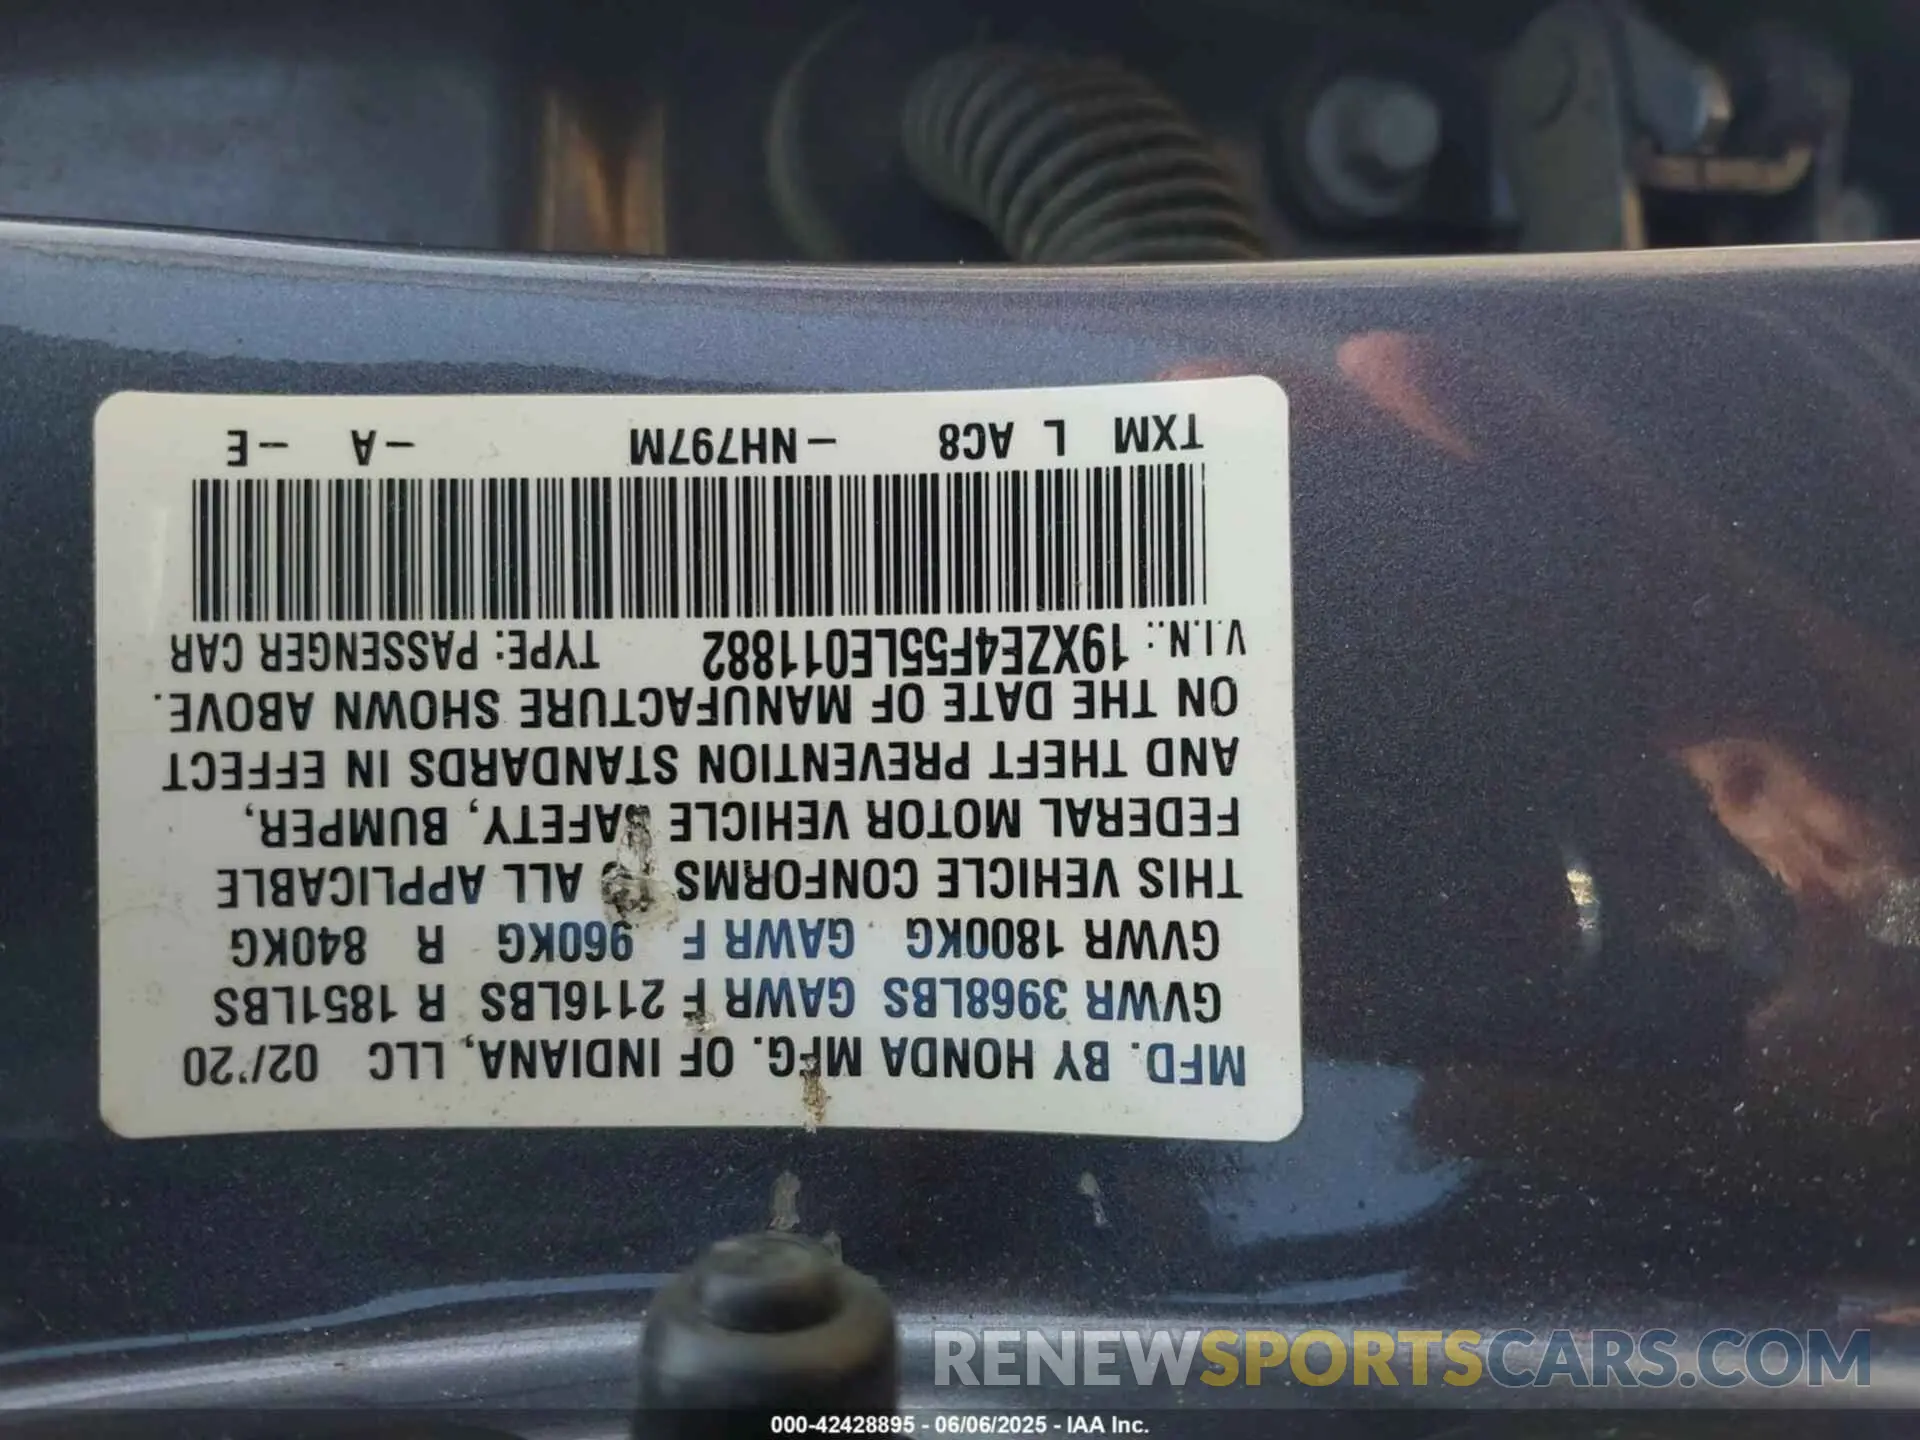 MFD. BY HONDA MFG. OF INDIANA, LLC 02/'20
GVWR 3968LBS GAWR F 2116LBS R 1851LBS
GVWR 1800KG GAWR F 960KG R 840KG
THIS VEHICLE CONFORMS TO ALL APPLICABLE
FEDERAL MOTOR VEHICLE SAFETY, BUMPER,
AND THEFT PREVENTION STANDARDS IN EFFECT
ON THE DATE OF MANUFACTURE SHOWN ABOVE.
V.I.N.: 19XZE4F55LE011882 TYPE: PASSENGER CAR
TXM L AC8 –NH797M –A –E
RENEWSPORTSCARS.COM
000-42428895 - 06/06/2025 - IAA Inc.